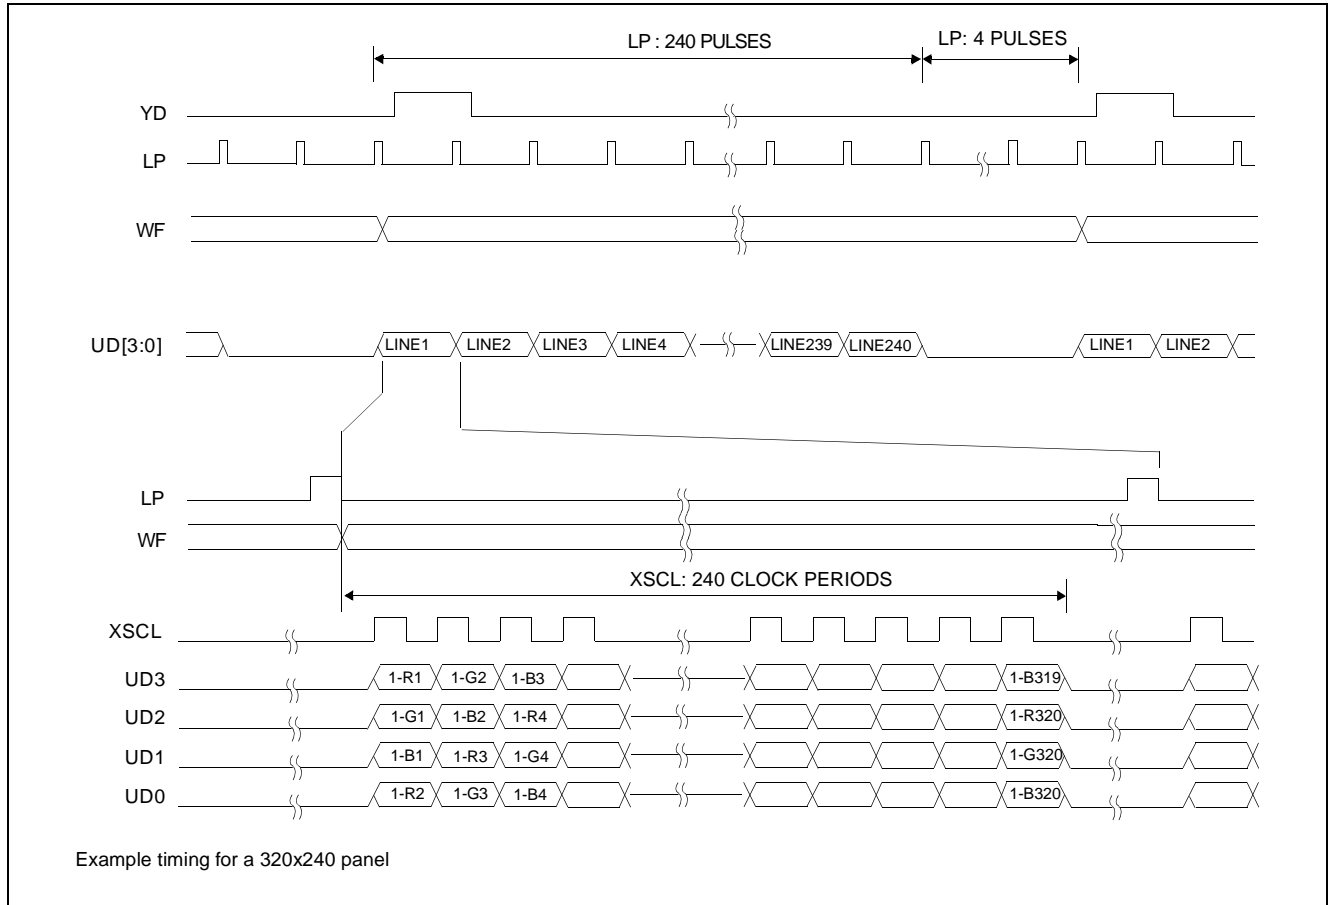 LP : 240 PULSES
LP: 4 PULSES
YD
LP
WF
UD[3:0]
LINE1 LINE2 LINE3 LINE4 LINE239 LINE240 LINE1 LINE2
LP
WF
XSCL: 240 CLOCK PERIODS
XSCL
UD3 1-R1 1-G2 1-B3 1-B319
UD2 1-G1 1-B2 1-R4 1-R320
UD1 1-B1 1-R3 1-G4 1-G320
UD0 1-R2 1-G3 1-B4 1-B320
Example timing for a 320x240 panel